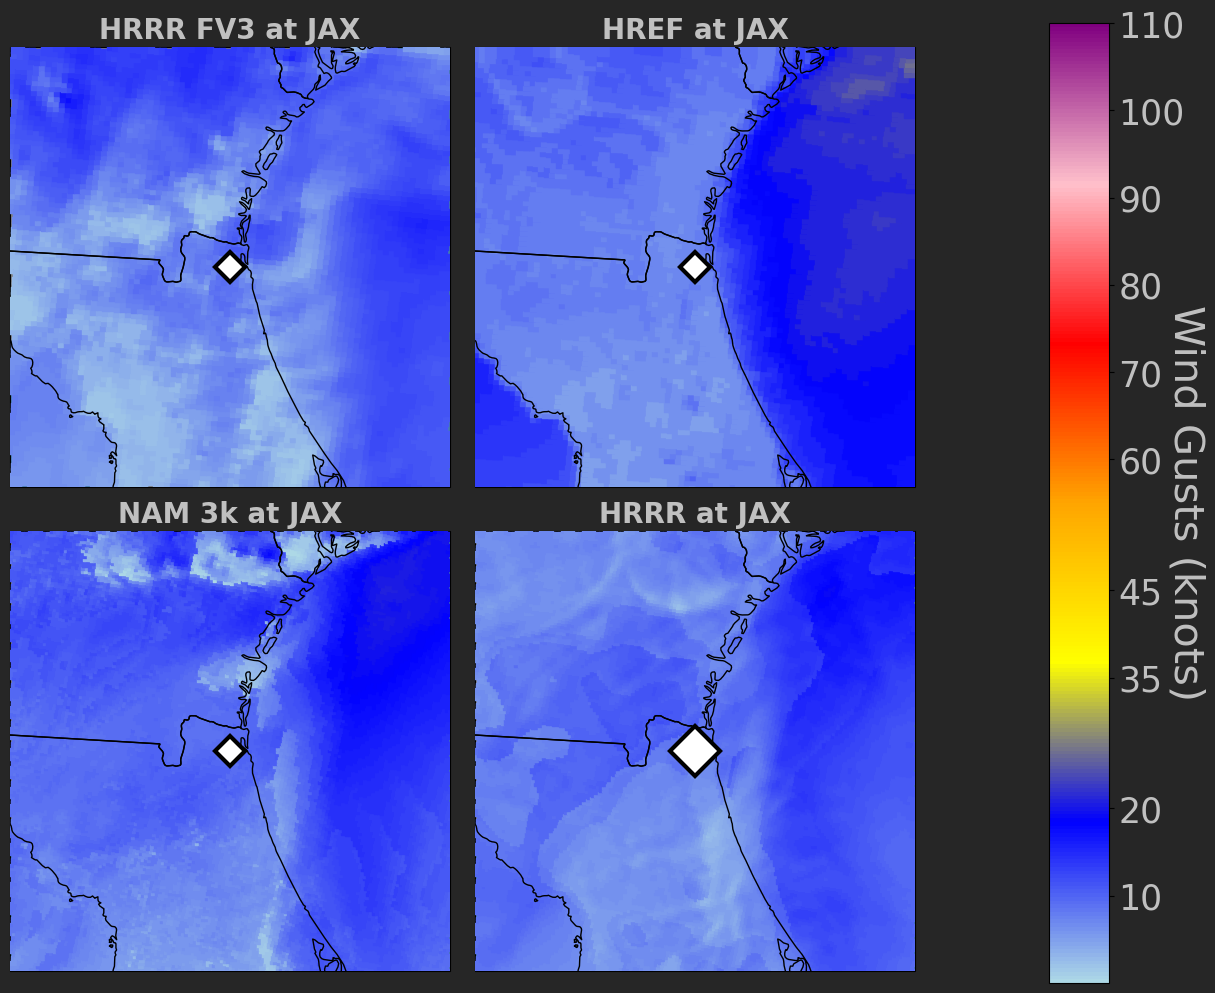 HRRR FV3 at JAX
HREF at JAX
NAM 3k at JAX
HRRR at JAX
110
100
90
80
70
60
45
35
20
10
Wind Gusts (knots)